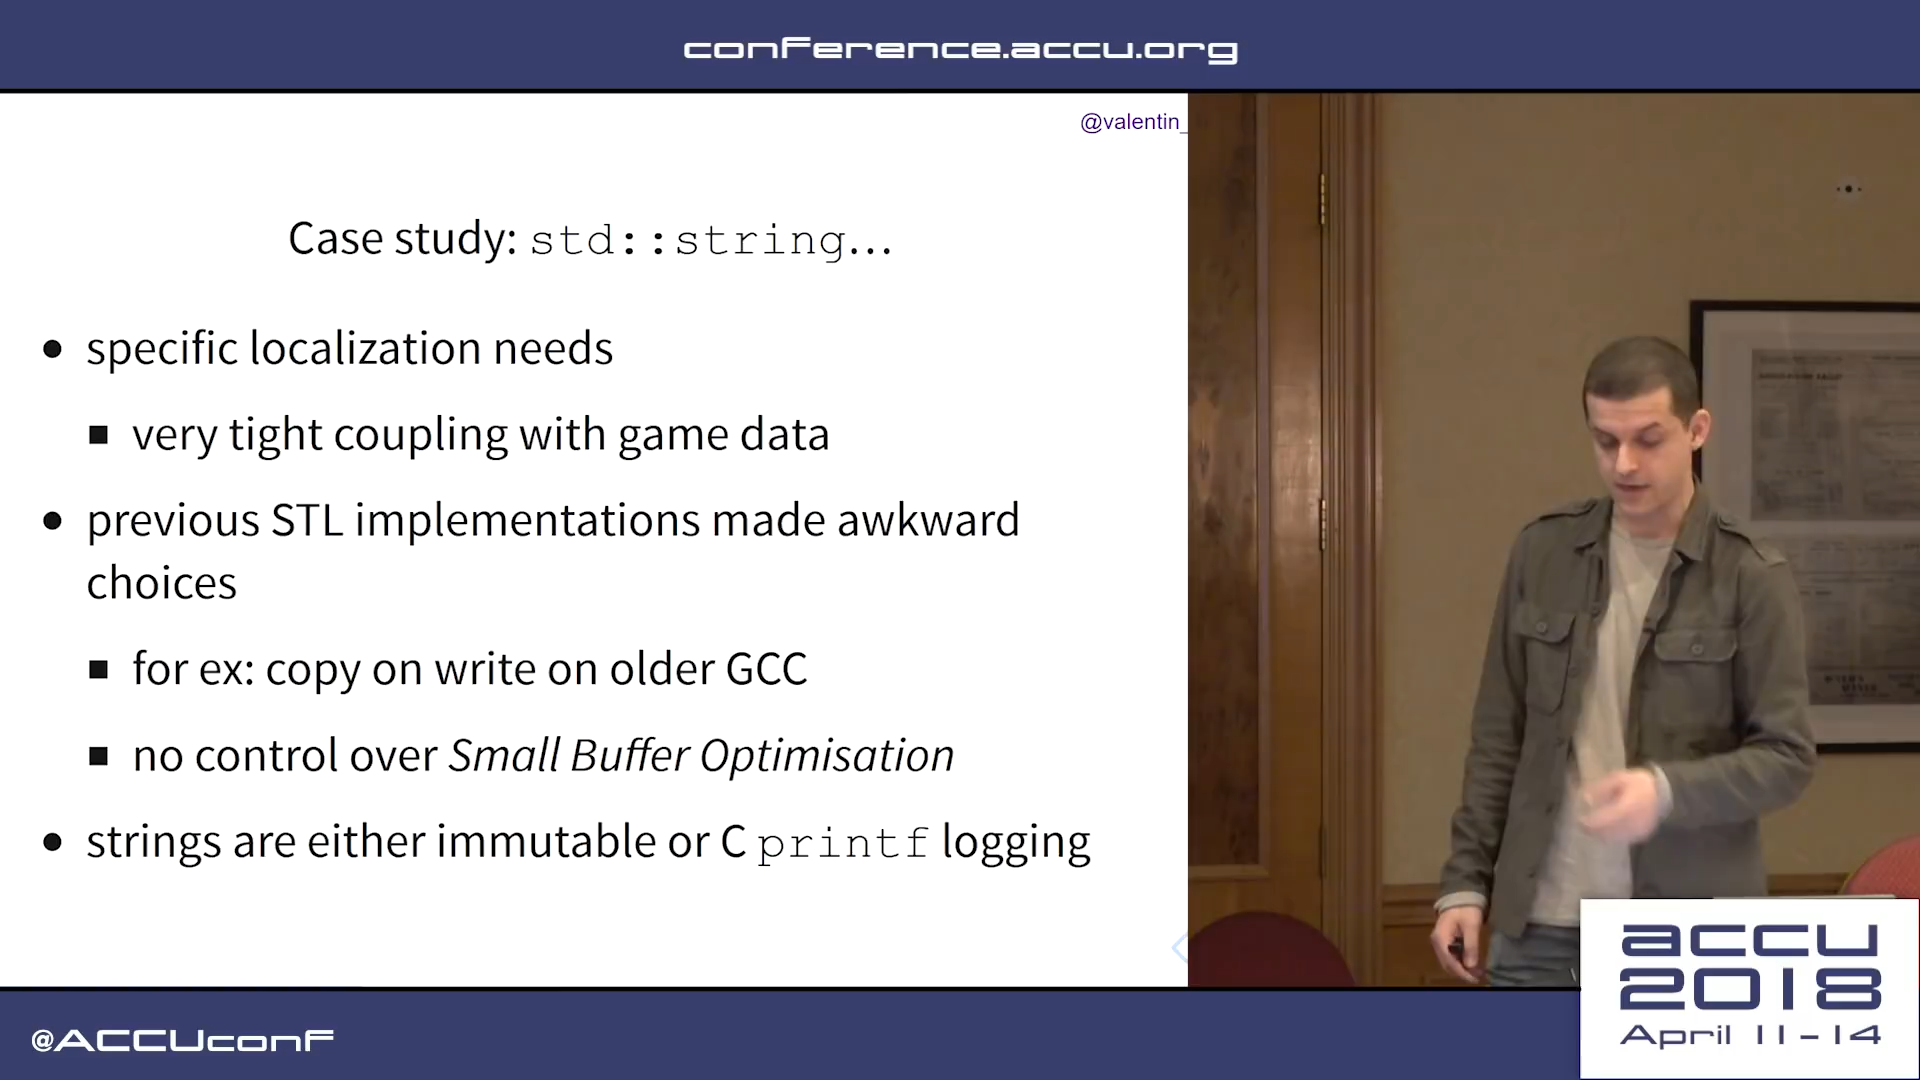 conference.accu.org
@valentin_
Case study: std::string...
• specific localization needs
▪ very tight coupling with game data
• previous STL implementations made awkward
choices
▪ for ex: copy on write on older GCC
▪ no control over Small Buffer Optimisation
• strings are either immutable or C printf logging
@ACCUconf
accu
2018
April 11-14